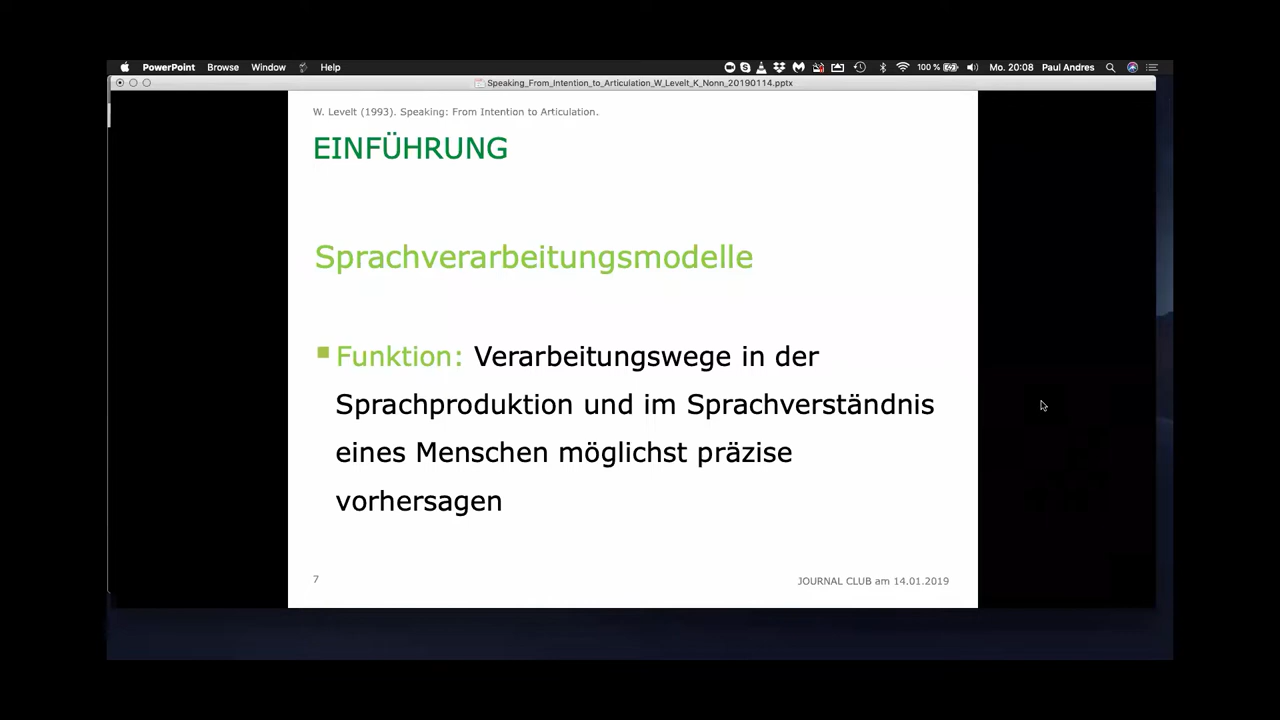 PowerPoint Browse Window Help 100 % Mo. 20:08 Paul Andres
Speaking_From_Intention_to_Articulation_W_Levelt_K_Nonn_20190114.pptx
W. Levelt (1993). Speaking: From Intention to Articulation.
EINFÜHRUNG
Sprachverarbeitungsmodelle
Funktion: Verarbeitungswege in der
Sprachproduktion und im Sprachverständnis
eines Menschen möglichst präzise
vorhersagen
7
JOURNAL CLUB am 14.01.2019